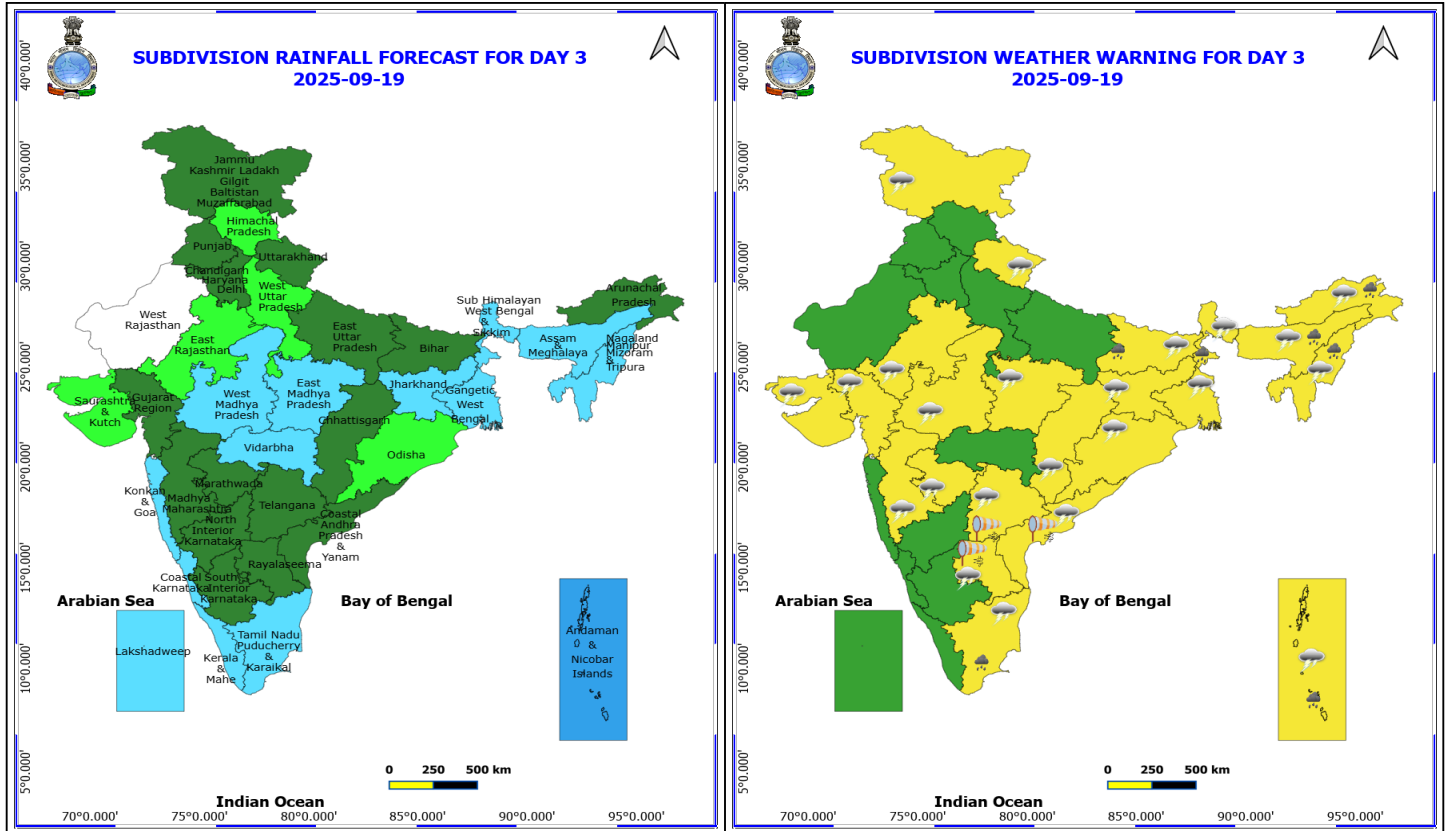 SUBDIVISION RAINFALL FORECAST FOR DAY 3
2025-09-19
40°0.000'
35°0.000'
30°0.000'
25°0.000'
20°0.000'
15°0.000'
10°0.000'
5°0.000'
Jammu
Kashmir Ladakh
Gilgit
Baltistan
Muzaffarabad
Himachal
Pradesh
Punjab
Uttarakhand
Chandigarh
Haryana
Delhi
West
Uttar
Pradesh
West
Rajasthan
East
Rajasthan
East
Uttar
Pradesh
Bihar
Sub Himalayan
West Bengal
&
Sikkim
Arunachal
Pradesh
Assam
&
Meghalaya
Nagaland
Manipur
Mizoram
&
Tripura
Saurashtra
&
Kutch
Gujarat
Region
West
Madhya
Pradesh
East
Madhya
Pradesh
Jharkhand
Gangetic
West
Bengal
Chhattisgarh
Odisha
Vidarbha
Konkan
&
Goa
Madhya
Maharashtra
Marathwada
Telangana
North
Interior
Karnataka
Coastal
Andhra
Pradesh
&
Yanam
Rayalaseema
Coastal
Karnataka
South
Interior
Karnataka
Arabian Sea
Bay of Bengal
Lakshadweep
Kerala
&
Mahe
Tamil Nadu
Puducherry
&
Karaikal
Andaman
&
Nicobar
Islands
0 250 500 km
Indian Ocean
70°0.000' 75°0.000' 80°0.000' 85°0.000' 90°0.000' 95°0.000'
SUBDIVISION WEATHER WARNING FOR DAY 3
2025-09-19
40°0.000'
35°0.000'
30°0.000'
25°0.000'
20°0.000'
15°0.000'
10°0.000'
5°0.000'
Arabian Sea
Bay of Bengal
0 250 500 km
Indian Ocean
70°0.000' 75°0.000' 80°0.000' 85°0.000' 90°0.000' 95°0.000'